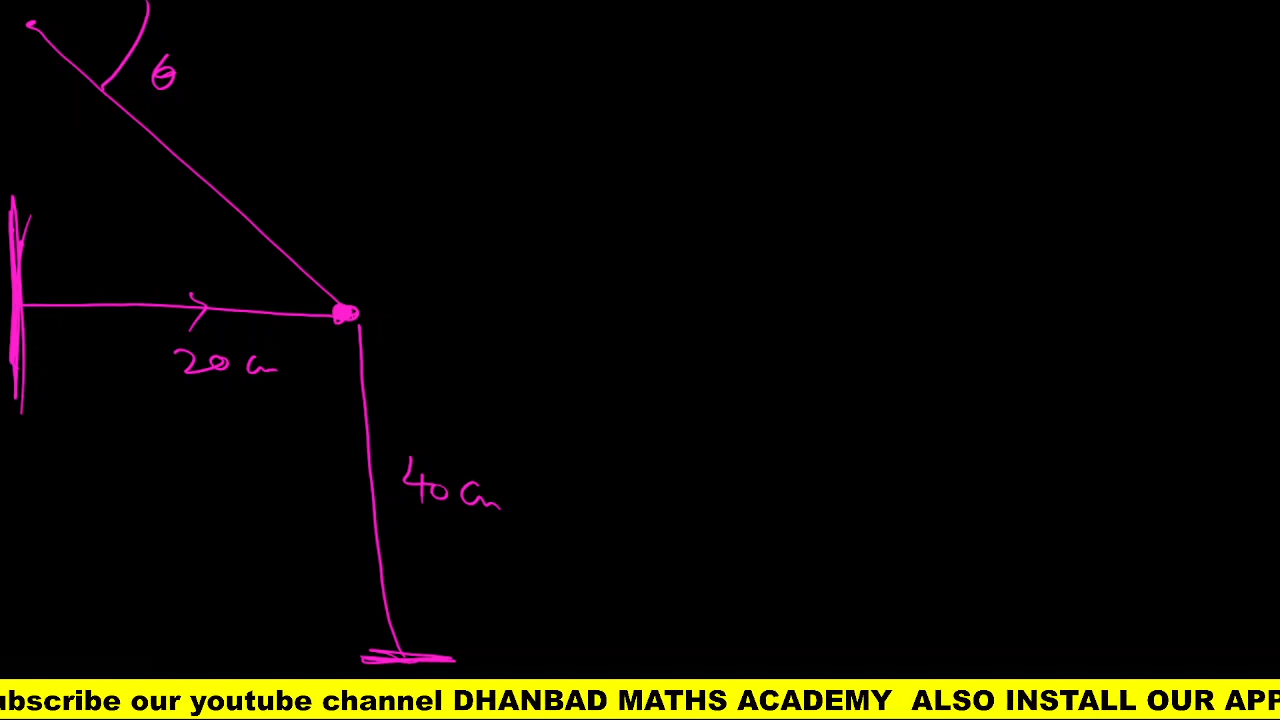 θ
20 cm
40 cm
ubscribe our youtube channel DHANBAD MATHS ACADEMY ALSO INSTALL OUR APP